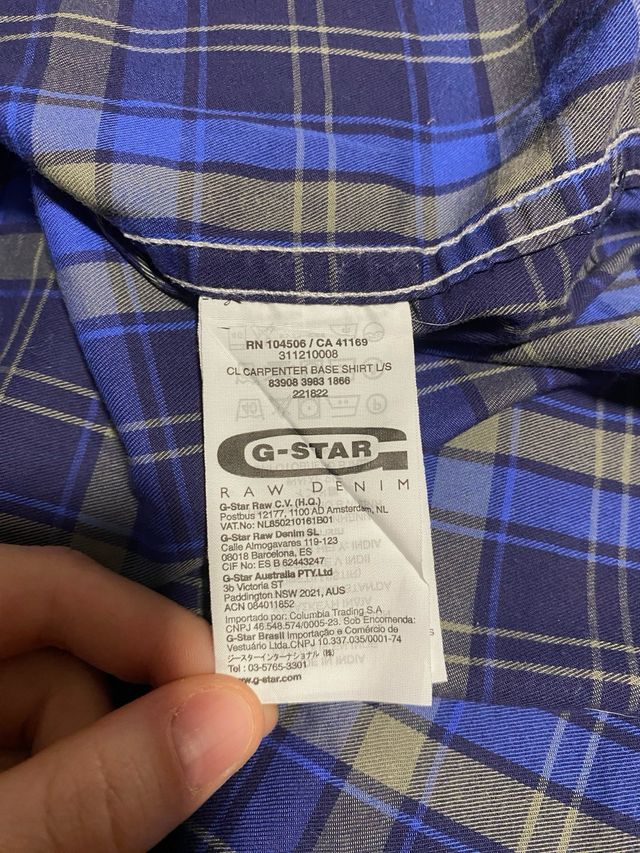 RN 104506 / CA 41169
311210008
CL CARPENTER BASE SHIRT L/S
83908 3983 1866
221822
G-STAR
RAW DENIM
G-Star Raw C.V. (H.Q.)
Postbus 12177, 1100 AD Amsterdam, NL
VAT.No: NL850210161B01
G-Star Raw Denim SL
Calle Almogavares 119-123
08018 Barcelona, ES
CIF No: ES B 62443247
G-Star Australia PTY.Ltd
3b Victoria ST
Paddington NSW 2021, AUS
ACN 084011652
Importado por: Columbia Trading S.A
CNPJ 46.548.574/0005-23. Sob Encomenda:
G-Star Brasil Importação e Comércio de
Vestuário Ltda.CNPJ 10.337.035/0001-74
ジースターインターナショナル（株）
Tel : 03-5765-3301
www.g-star.com